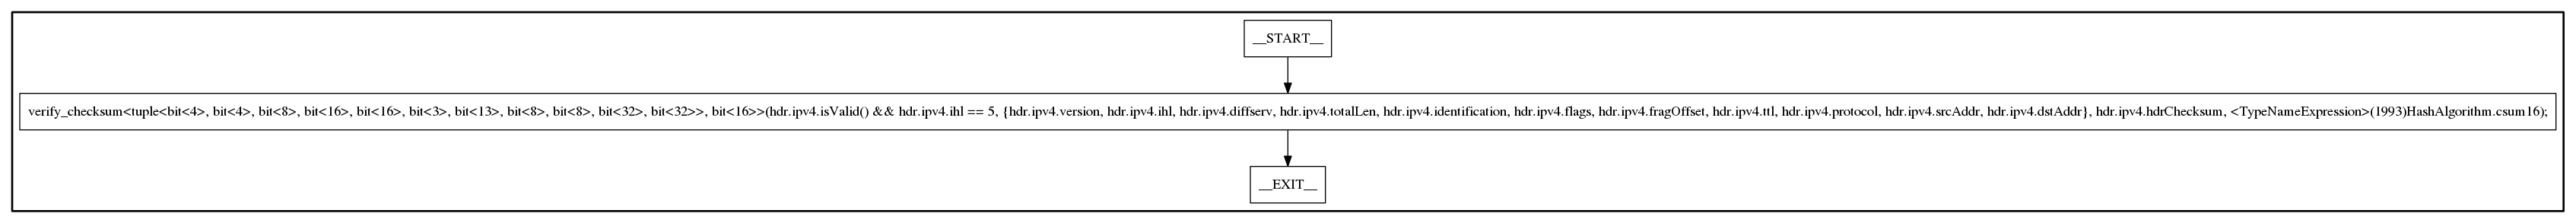 __START__
verify_checksum<tuple<bit<4>, bit<4>, bit<8>, bit<16>, bit<16>, bit<3>, bit<13>, bit<8>, bit<8>, bit<32>, bit<32>>, bit<16>>(hdr.ipv4.isValid() && hdr.ipv4.ihl == 5, {hdr.ipv4.version, hdr.ipv4.ihl, hdr.ipv4.diffserv, hdr.ipv4.totalLen, hdr.ipv4.identification, hdr.ipv4.flags, hdr.ipv4.fragOffset, hdr.ipv4.ttl, hdr.ipv4.protocol, hdr.ipv4.srcAddr, hdr.ipv4.dstAddr}, hdr.ipv4.hdrChecksum, <TypeNameExpression>(1993)HashAlgorithm.csum16);
__EXIT__